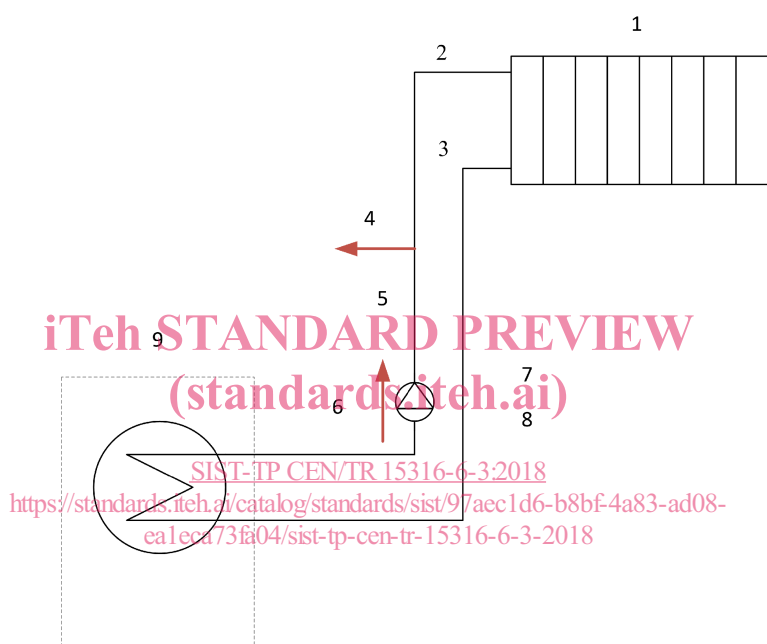 1
2
3
4
5
iTeh STANDARD PREVIEW
9
7
(standards.iteh.ai)
6
8
SIST-TP CEN/TR 15316-6-3:2018
https://standards.iteh.ai/catalog/standards/sist/97aec1d6-b8bf-4a83-ad08-
ea1eca73fa04/sist-tp-cen-tr-15316-6-3-2018